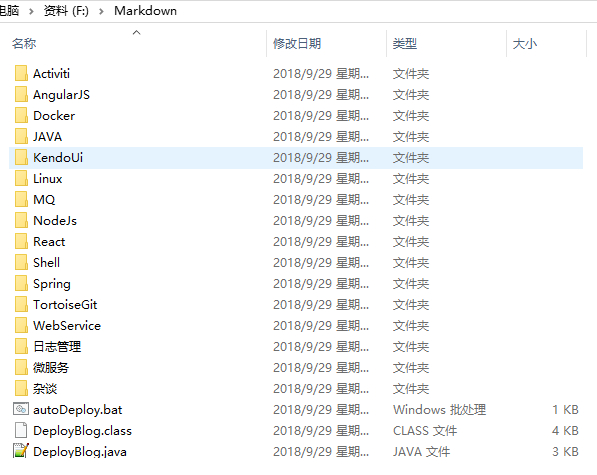 电脑 > 资料 (F:) > Markdown
名称 修改日期 类型 大小
Activiti 2018/9/29 星期... 文件夹
AngularJS 2018/9/29 星期... 文件夹
Docker 2018/9/29 星期... 文件夹
JAVA 2018/9/29 星期... 文件夹
KendoUi 2018/9/29 星期... 文件夹
Linux 2018/9/29 星期... 文件夹
MQ 2018/9/29 星期... 文件夹
NodeJs 2018/9/29 星期... 文件夹
React 2018/9/29 星期... 文件夹
Shell 2018/9/29 星期... 文件夹
Spring 2018/9/29 星期... 文件夹
TortoiseGit 2018/9/29 星期... 文件夹
WebService 2018/9/29 星期... 文件夹
日志管理 2018/9/29 星期... 文件夹
微服务 2018/9/29 星期... 文件夹
杂谈 2018/9/29 星期... 文件夹
autoDeploy.bat 2018/9/29 星期... Windows 批处理 1 KB
DeployBlog.class 2018/9/29 星期... CLASS 文件 4 KB
DeployBlog.java 2018/9/29 星期... JAVA 文件 3 KB